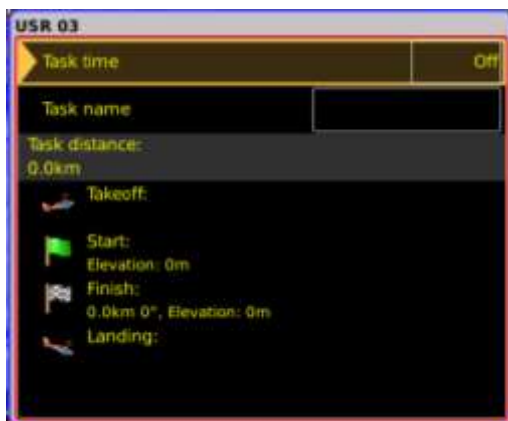 USR 03
Task time Off
Task name
Task distance:
0.0km
Takeoff:
Start:
Elevation: 0m
Finish:
0.0km 0°, Elevation: 0m
Landing: